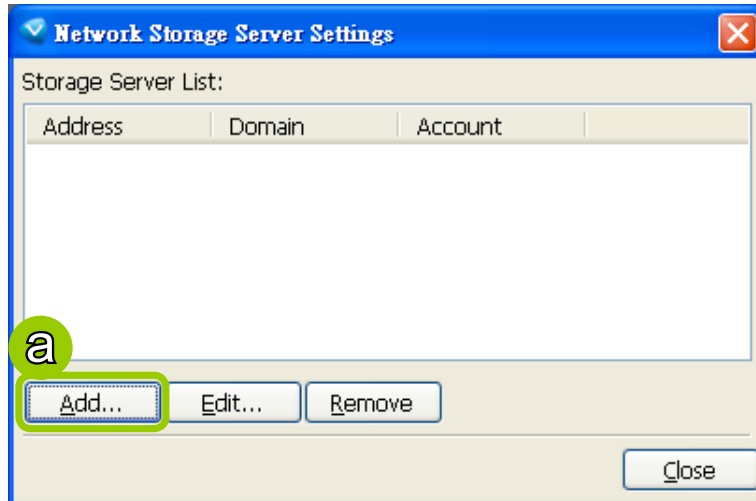 Network Storage Server Settings
Storage Server List:
Address Domain Account
a
Add... Edit... Remove
Close